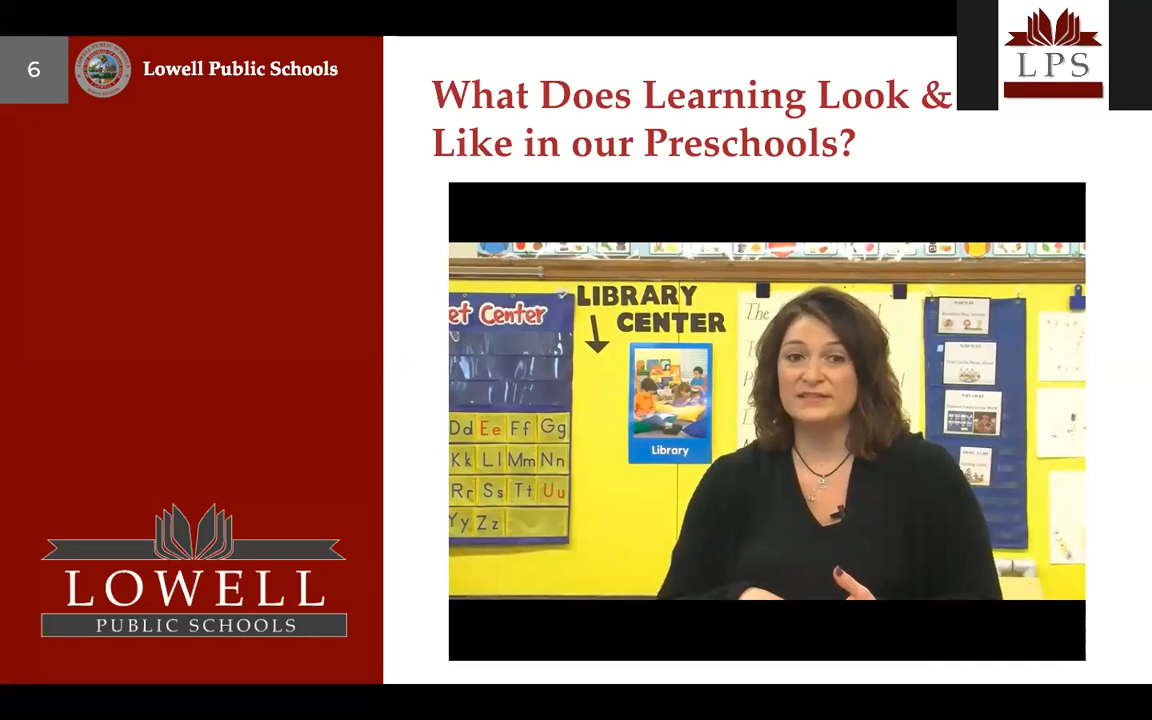 6
Lowell Public Schools
What Does Learning Look &
Like in our Preschools?
LPS
et Center
LIBRARY
CENTER
The
Library
Dd Ee Ff Gg
Kk Ll Mm Nn
Rr Ss Tt Uu
Yy Zz
LOWELL
PUBLIC SCHOOLS